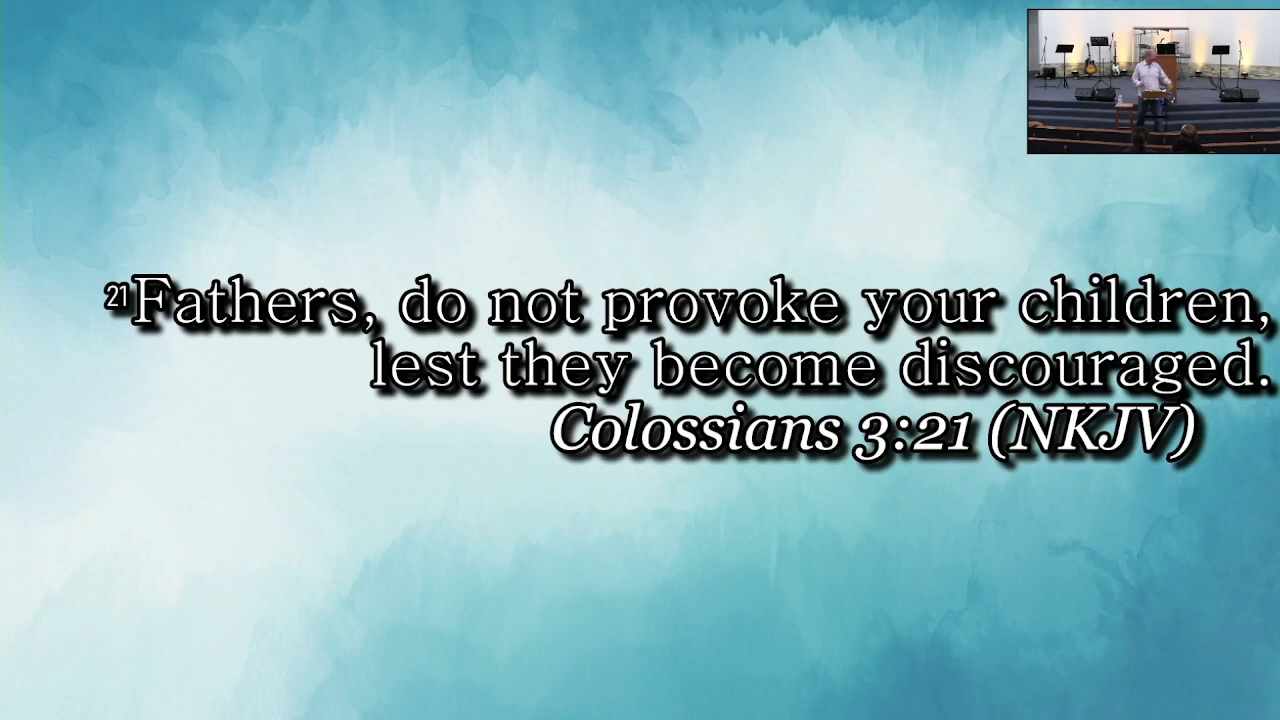 21Fathers, do not provoke your children,
lest they become discouraged.
Colossians 3:21 (NKJV)